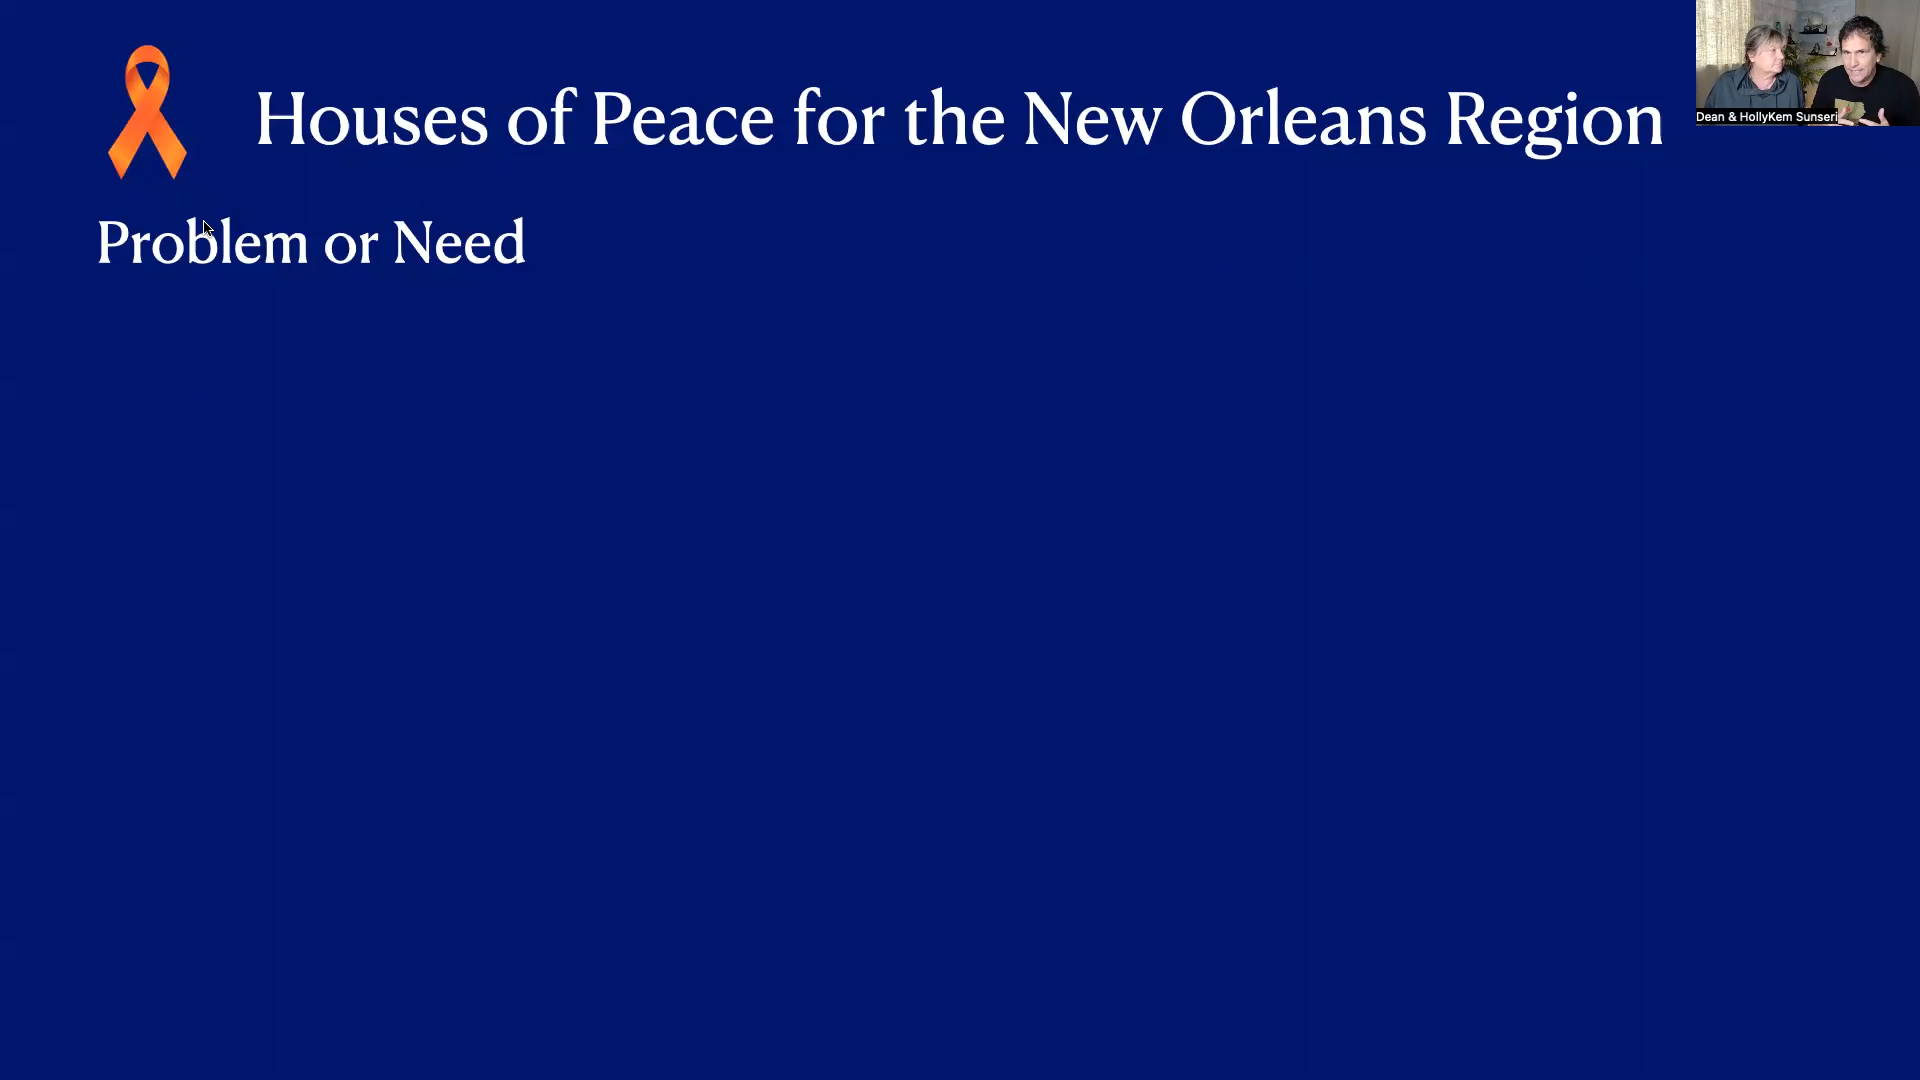 Houses of Peace for the New Orleans Region
Dean & HollyKem Sunseri
Problem or Need